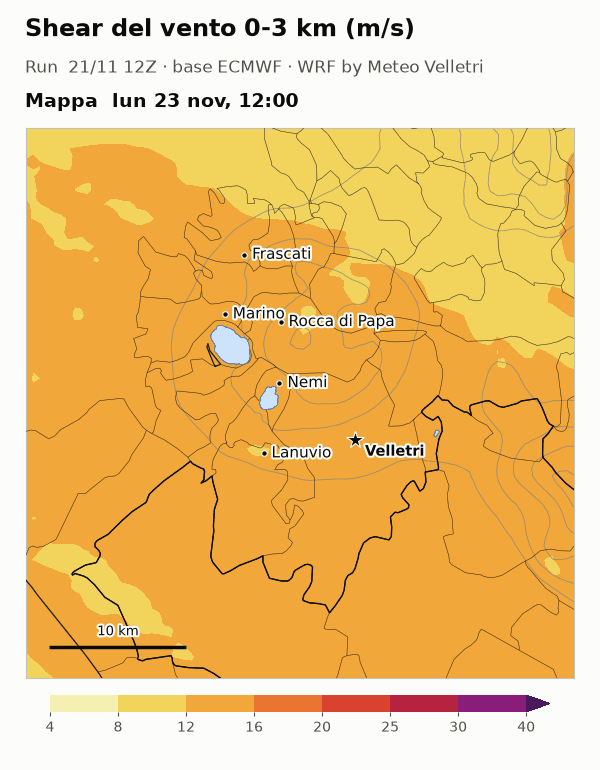 Shear del vento 0-3 km (m/s)
Run  21/11 12Z · base ECMWF · WRF by Meteo Velletri
Mappa  lun 23 nov, 12:00
Frascati
Marino
Rocca di Papa
Nemi
Velletri
Lanuvio
10 km
4 8 12 16 20 25 30 40